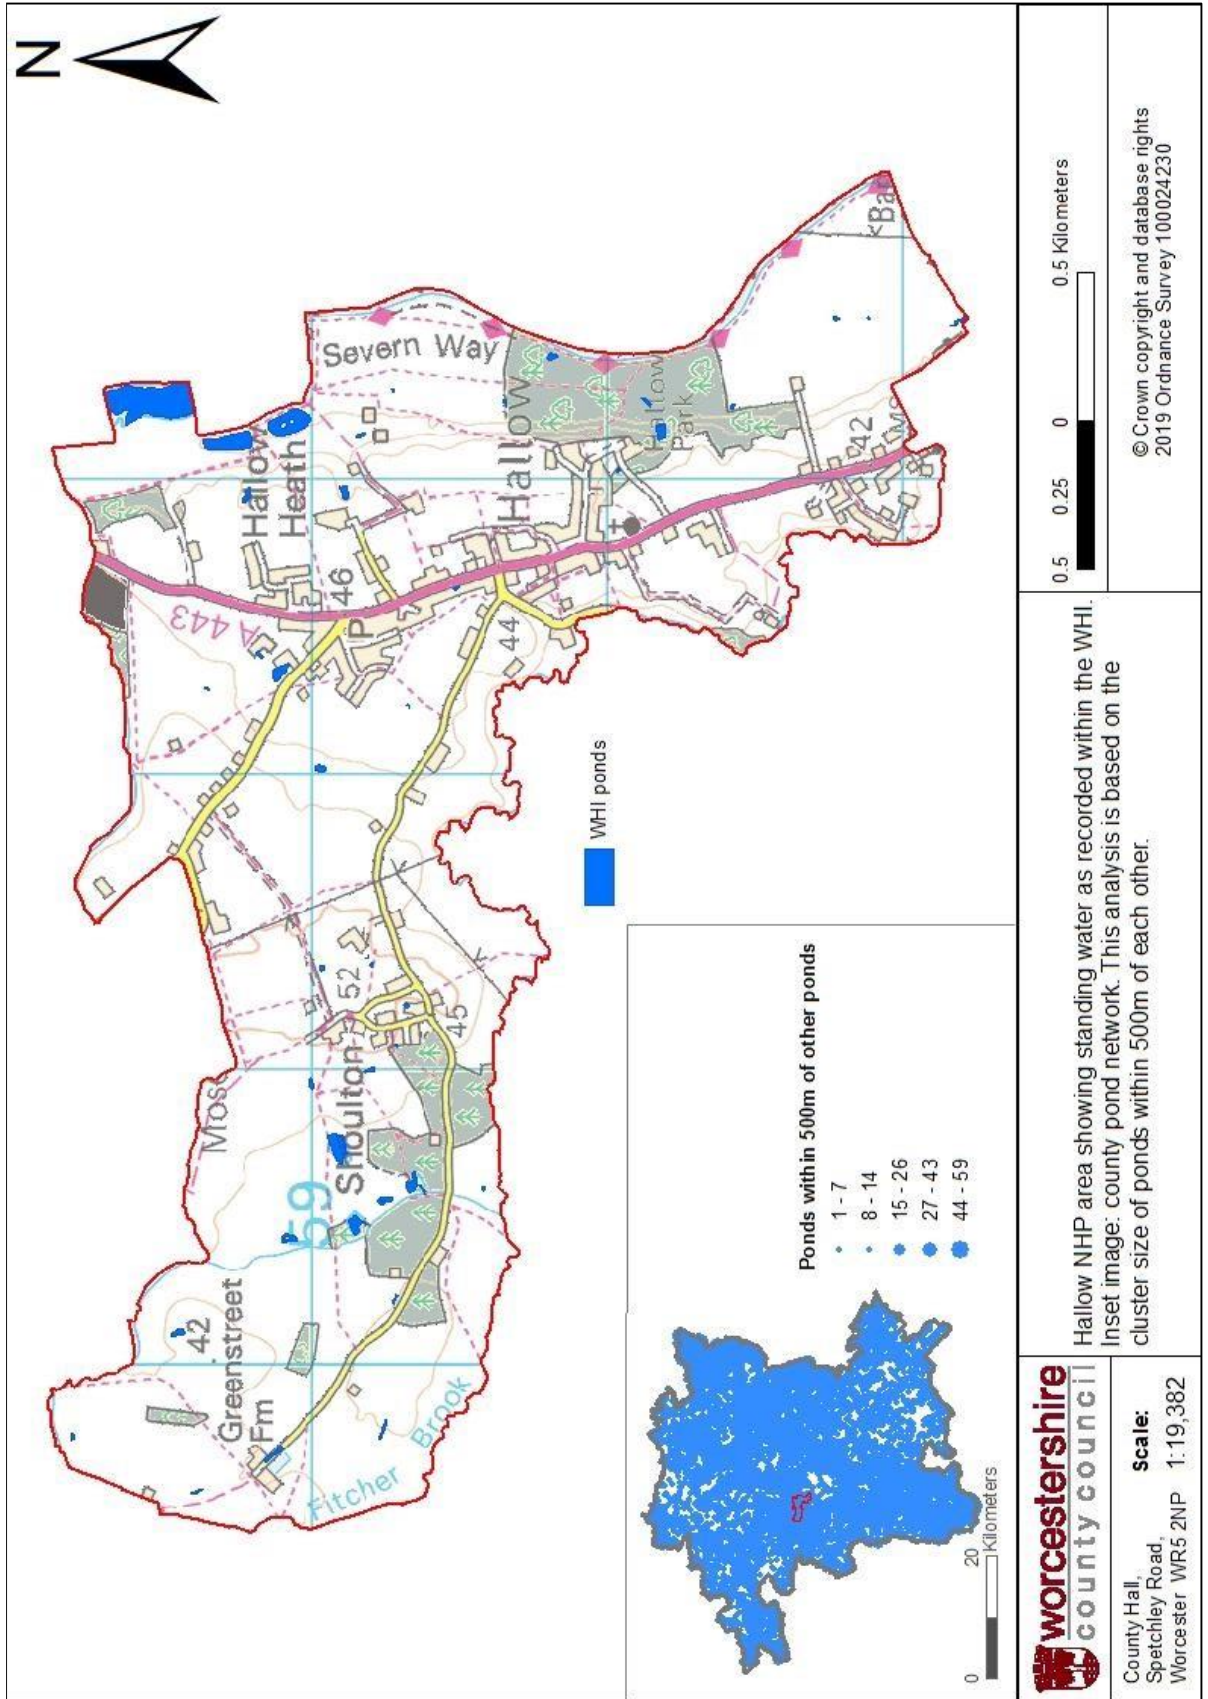 N
Mos
59
42
Greenstreet
Fm
Fitcher
Brook
Shoulton
52
45
A 443
Hallow
Heath
P
46
44
Severn Way
Hallow
Hallow
Park
42
WHI ponds
Ponds within 500m of other ponds
1 - 7
8 - 14
15 - 26
27 - 43
44 - 59
0
20
Kilometers
worcestershire
county council
County Hall,
Spetchley Road,
Worcester WR5 2NP
Scale:
1:19,382
Hallow NHP area showing standing water as recorded within the WHI.
Inset image: county pond network. This analysis is based on the
cluster size of ponds within 500m of each other.
0.5
0.25
0
0.5 Kilometers
© Crown copyright and database rights
2019 Ordnance Survey 100024230